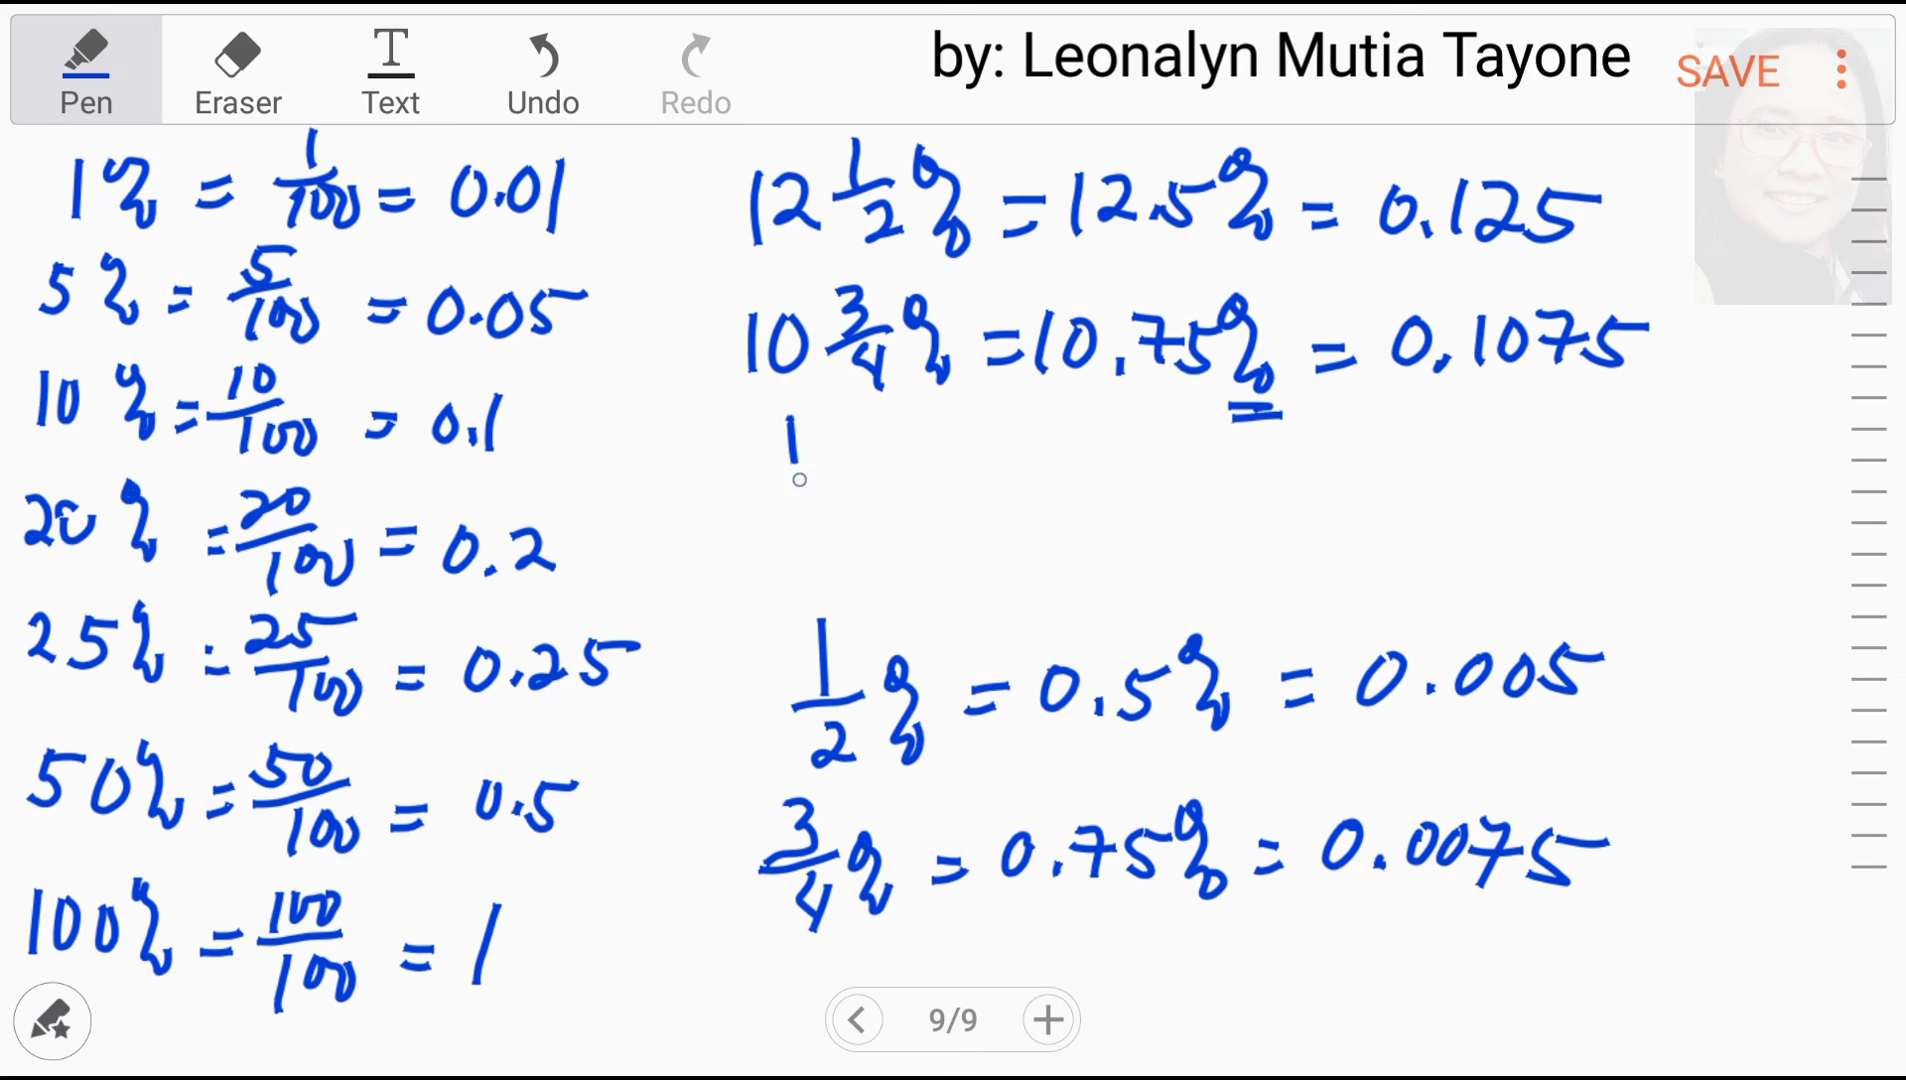 by: Leonalyn Mutia Tayone
SAVE
Pen
Eraser
Text
Undo
Redo
1% = 1/100 = 0.01
5% = 5/100 = 0.05
10% = 10/100 = 0.1
20% = 20/100 = 0.2
25% = 25/100 = 0.25
50% = 50/100 = 0.5
100% = 100/100 = 1
12 1/2% = 12.5% = 0.125
10 3/4% = 10.75% = 0.1075
1
1/2% = 0.5% = 0.005
3/4% = 0.75% = 0.0075
9/9